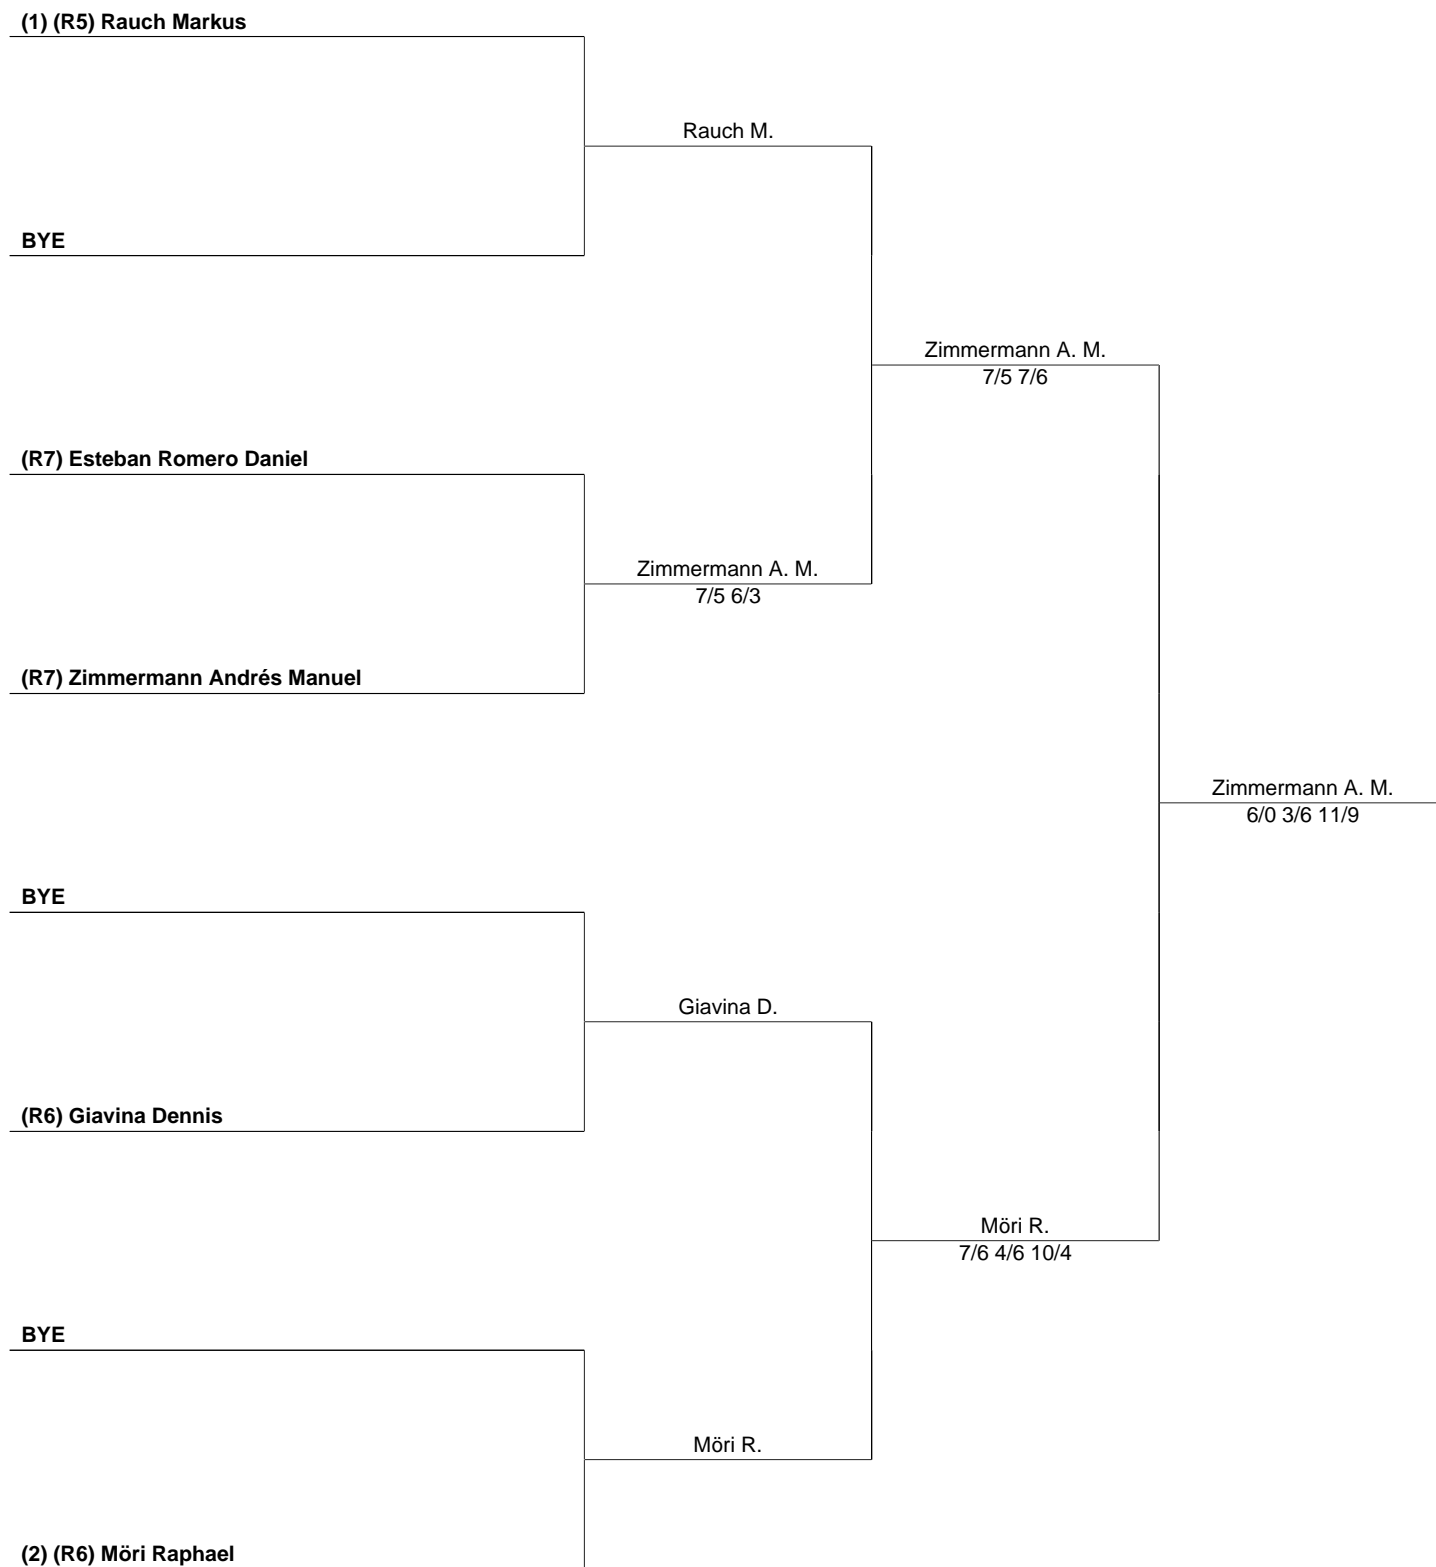 (1) (R5) Rauch Markus
Rauch M.
BYE
Zimmermann A. M.
7/5 7/6
(R7) Esteban Romero Daniel
Zimmermann A. M.
7/5 6/3
(R7) Zimmermann Andrés Manuel
Zimmermann A. M.
6/0 3/6 11/9
BYE
Giavina D.
(R6) Giavina Dennis
Möri R.
7/6 4/6 10/4
BYE
Möri R.
(2) (R6) Möri Raphael